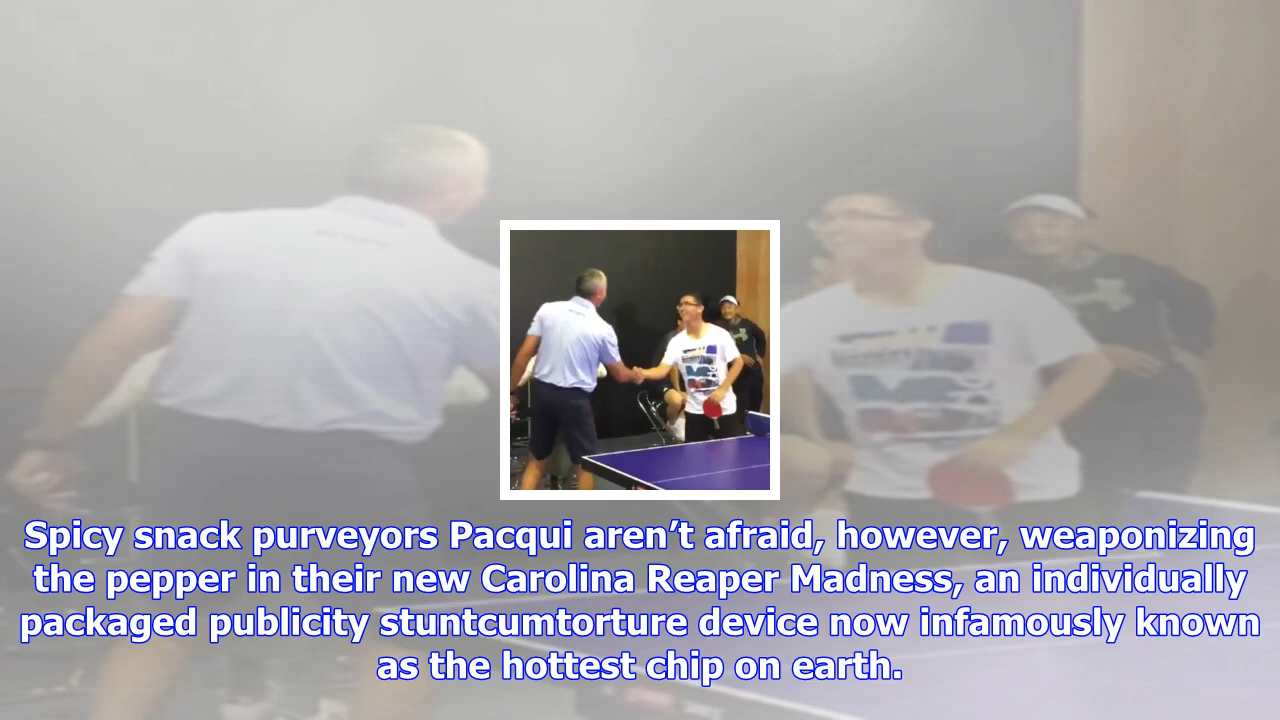 Spicy snack purveyors Pacqui aren’t afraid, however, weaponizing
the pepper in their new Carolina Reaper Madness, an individually
packaged publicity stuntcumtorture device now infamously known
as the hottest chip on earth.